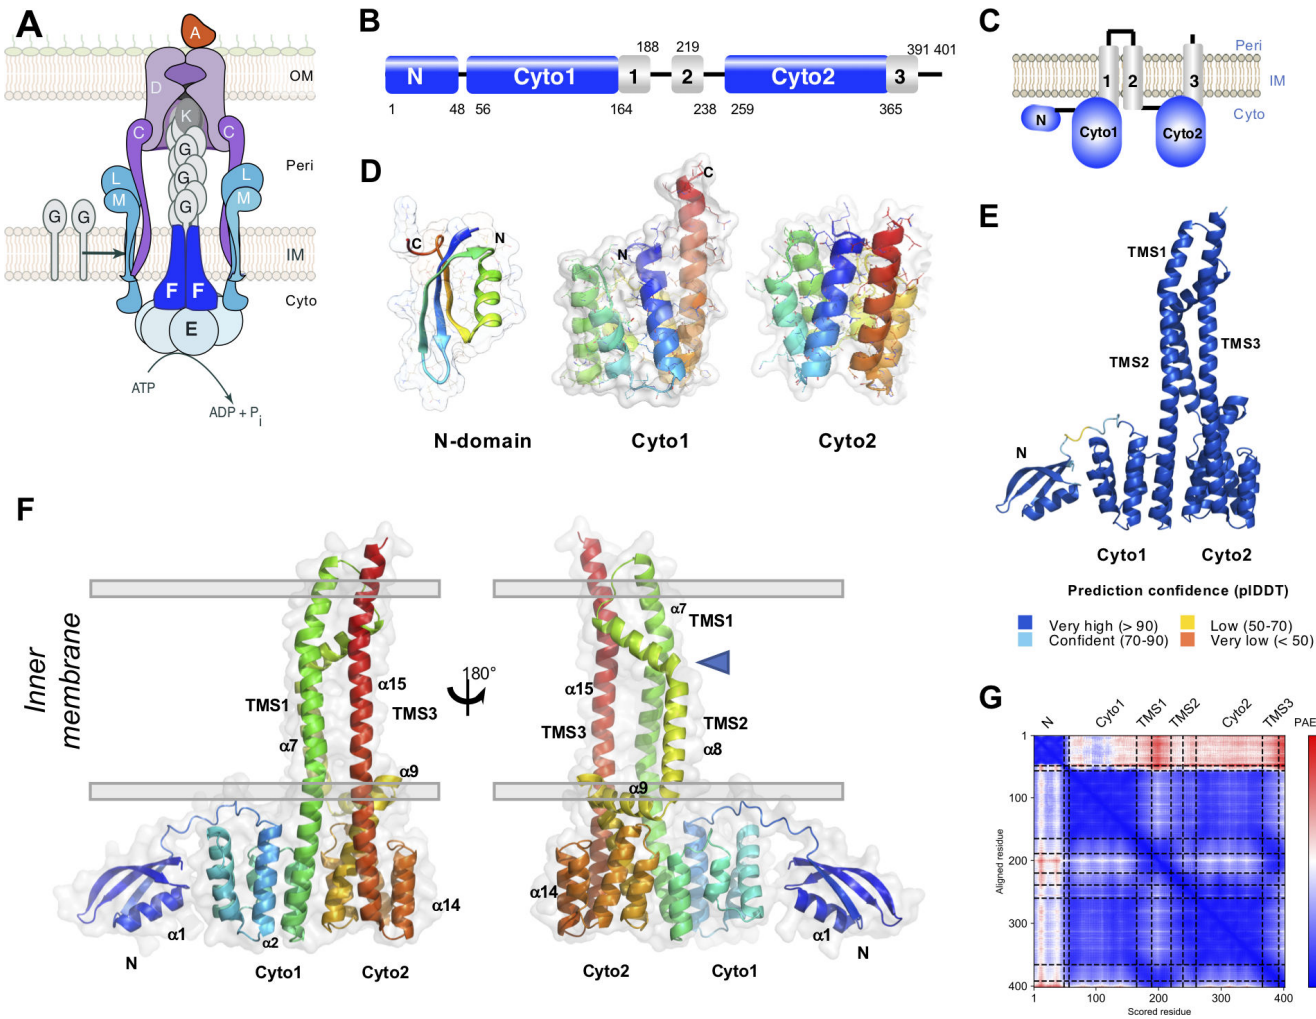 A
A
OM
D
K
C
C
G
L
L
Peri
G
M
M
G
G
G
IM
F
F
Cyto
E
ATP
ADP + Pi
B
188
219
391 401
N
Cyto1
1
2
Cyto2
3
1
48
56
164
238
259
365
C
Peri
1
2
3
IM
N
Cyto
Cyto1
Cyto2
D
C
N
N
C
N-domain
Cyto1
Cyto2
E
TMS1
TMS2
TMS3
N
Cyto1
Cyto2
Prediction confidence (pIDDT)
Very high (> 90)
Low (50-70)
Confident (70-90)
Very low (< 50)
F
Inner
membrane
TMS1
α15
TMS3
α7
α9
α1
α2
α14
N
Cyto1
Cyto2
180°
α7
TMS1
α15
TMS3
TMS2
α8
α9
α14
α1
N
Cyto2
Cyto1
G
N
Cyto1
TMS1
TMS2
Cyto2
TMS3
PAE
1
100
200
300
400
Aligned residue
1
100
200
300
400
Scored residue